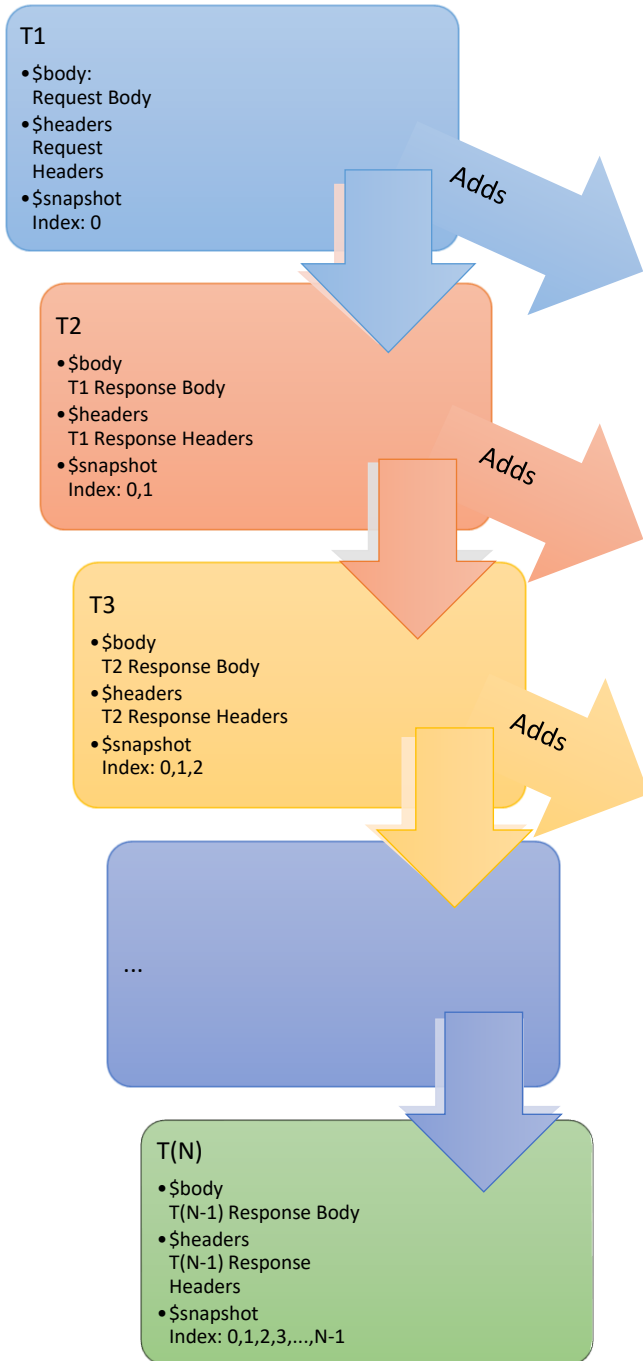 T1
•$body:
Request Body
•$headers
Request
Headers
•$snapshot
Index: 0
Adds
T2
•$body
T1 Response Body
•$headers
T1 Response Headers
•$snapshot
Index: 0,1
Adds
T3
•$body
T2 Response Body
•$headers
T2 Response Headers
•$snapshot
Index: 0,1,2
Adds
...
T(N)
•$body
T(N-1) Response Body
•$headers
T(N-1) Response
Headers
•$snapshot
Index: 0,1,2,3,...,N-1